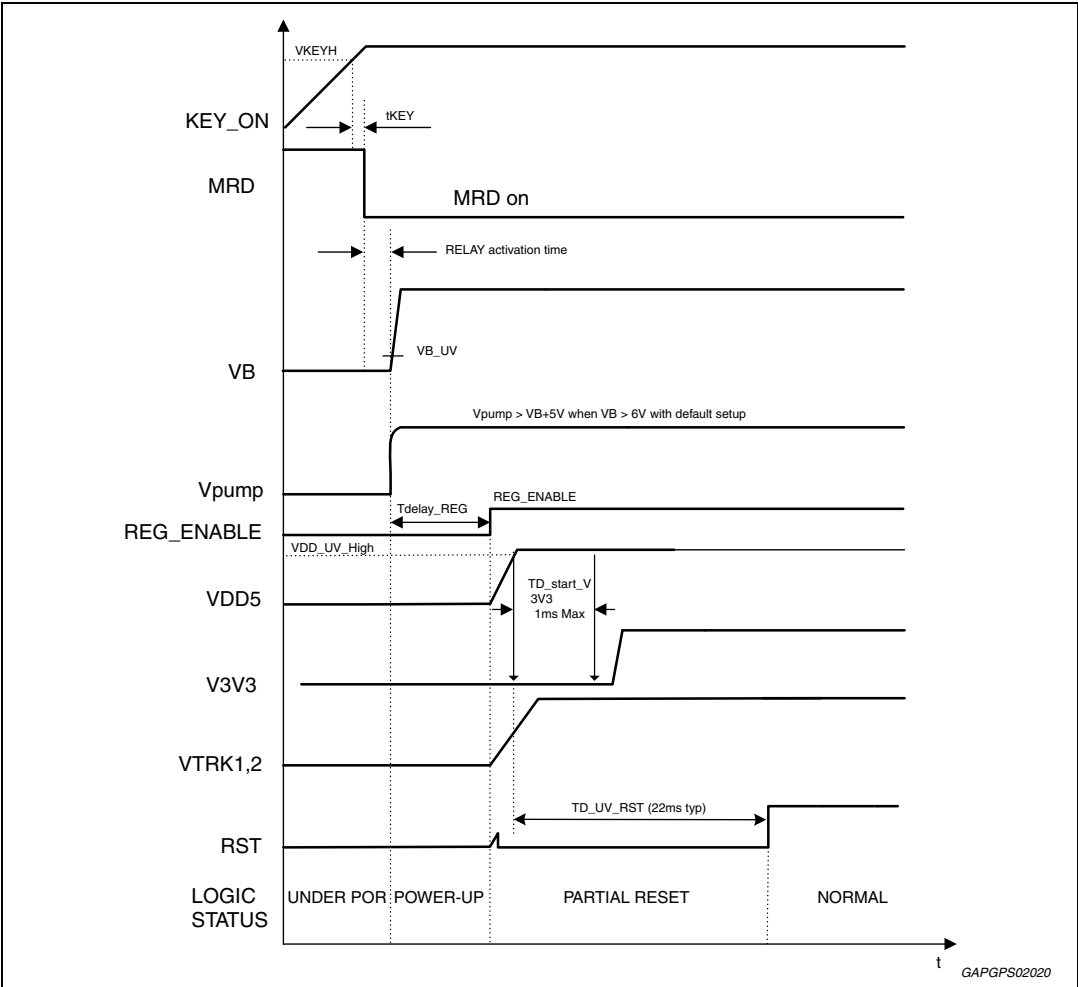 VKEYH
KEY_ON
tKEY
MRD
MRD on
RELAY activation time
VB_UV
VB
Vpump > VB+5V when VB > 6V with default setup
Vpump
Tdelay_REG
REG_ENABLE
REG_ENABLE
VDD_UV_High
TD_start_V
3V3
1ms Max
VDD5
V3V3
VTRK1,2
TD_UV_RST (22ms typ)
RST
LOGIC
STATUS
UNDER POR
POWER-UP
PARTIAL RESET
NORMAL
t
GAPGPS02020